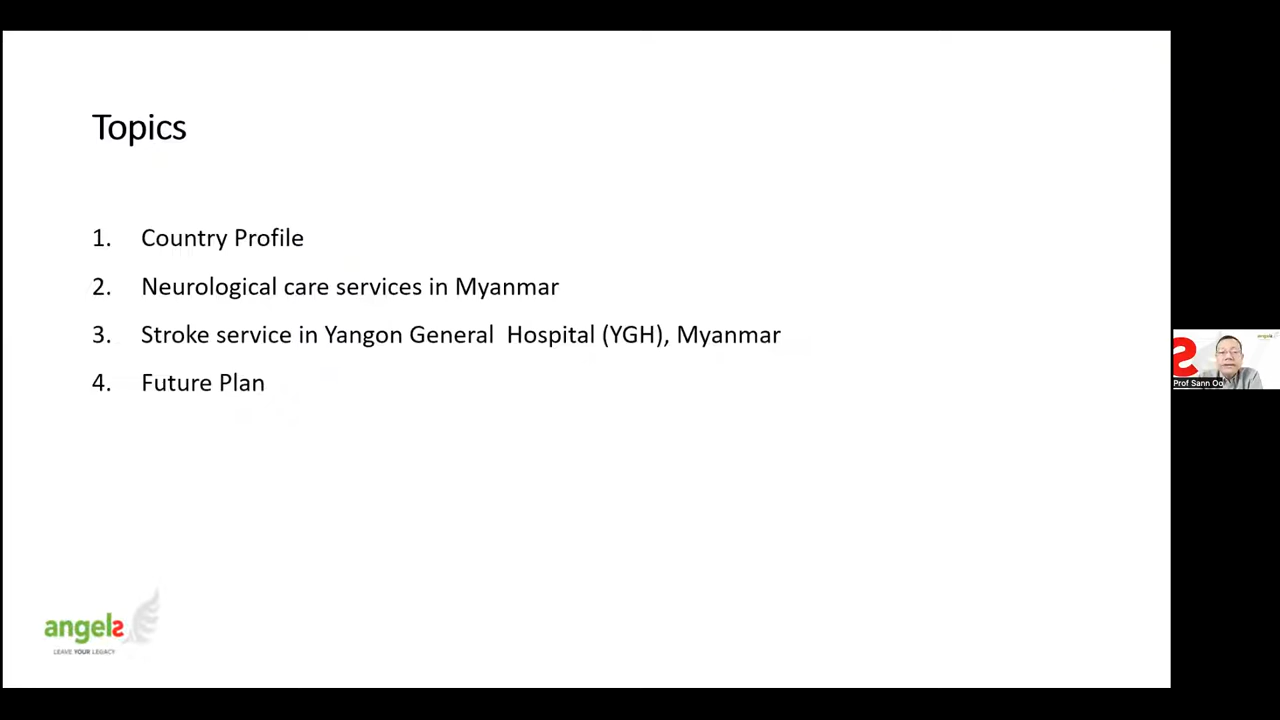 Topics
1. Country Profile
2. Neurological care services in Myanmar
3. Stroke service in Yangon General  Hospital (YGH), Myanmar
4. Future Plan
angels
LEAVE YOUR LEGACY
angels
Prof Sann Oo